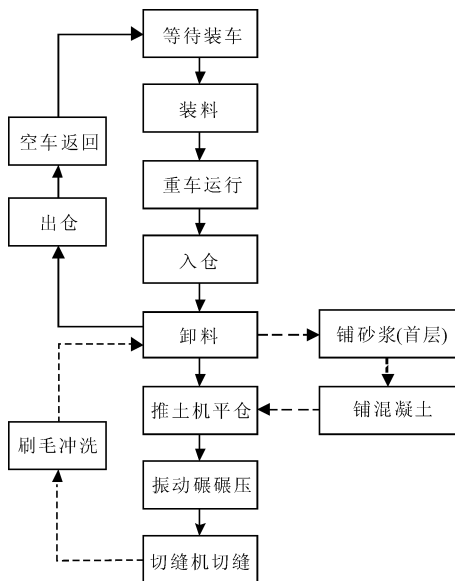 等待装车
装料
空车返回
重车运行
出仓
入仓
卸料
铺砂浆(首层)
推土机平仓
铺混凝土
刷毛冲洗
振动碾碾压
切缝机切缝